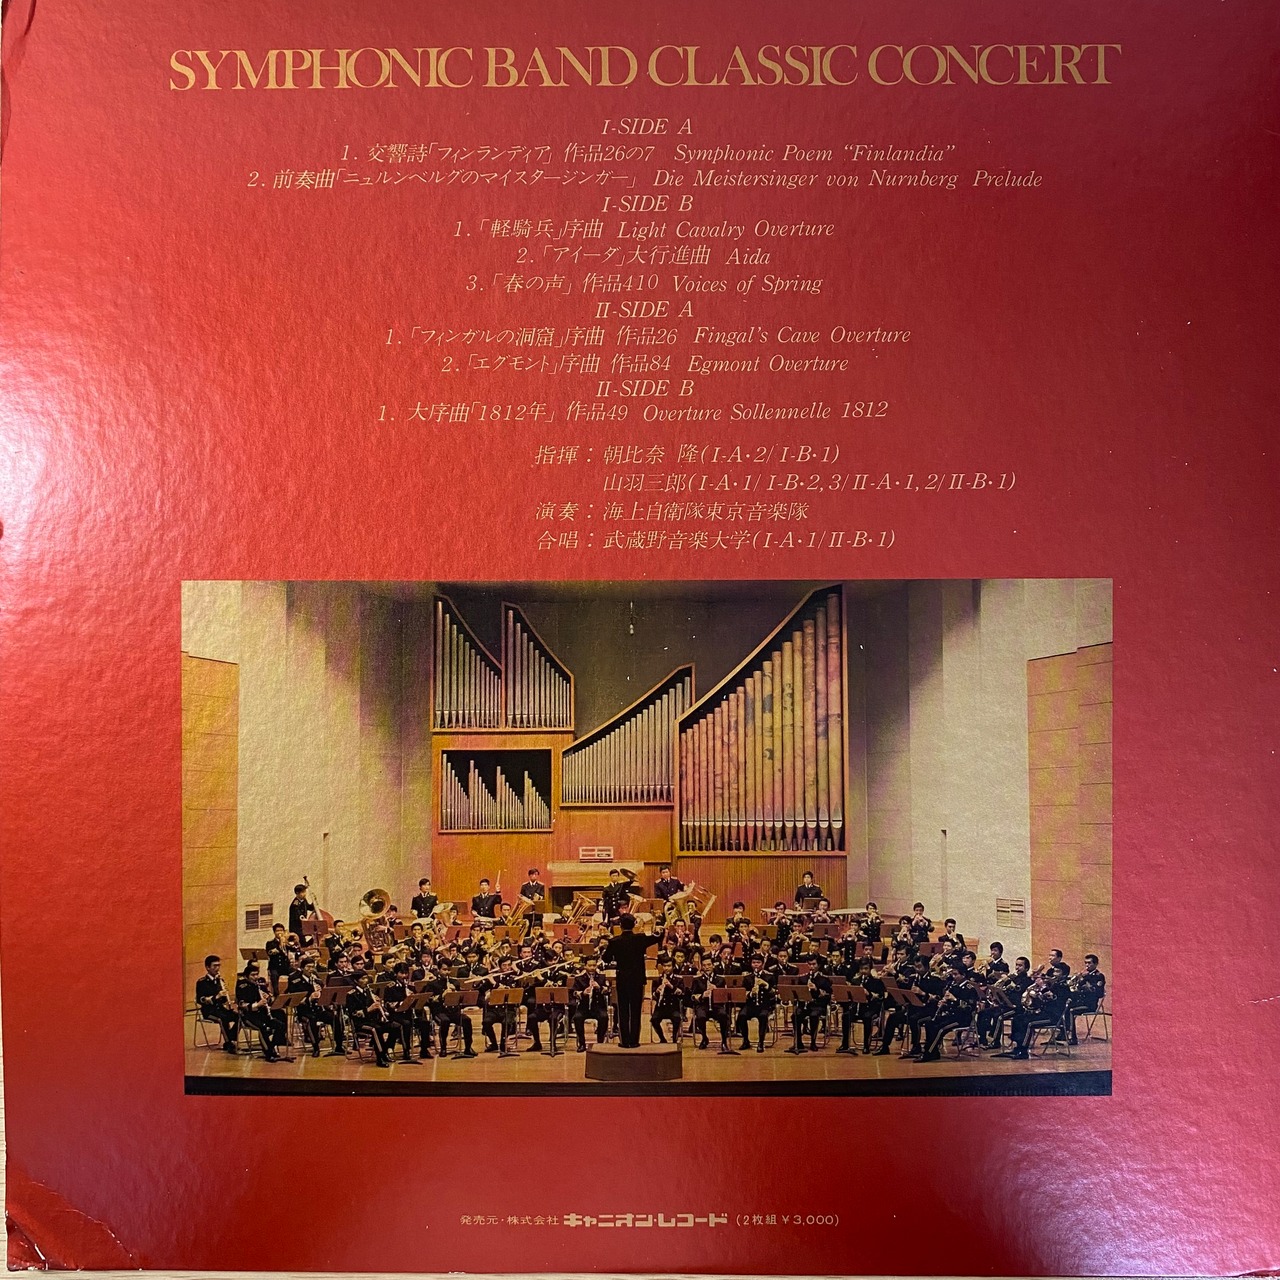 SYMPHONIC BAND CLASSIC CONCERT
I-SIDE A
1. 交響詩「フィンランディア」 作品26の7 Symphonic Poem “Finlandia”
2. 前奏曲「ニュルンベルグのマイスタージンガー」 Die Meistersinger von Nurnberg Prelude
I-SIDE B
1.「軽騎兵」序曲 Light Cavalry Overture
2.「アイーダ」大行進曲 Aida
3.「春の声」 作品410 Voices of Spring
II-SIDE A
1.「フィンガルの洞窟」序曲 作品26 Fingal's Cave Overture
2.「エグモント」序曲 作品84 Egmont Overture
II-SIDE B
1. 大序曲「1812年」 作品49 Overture Sollennelle 1812
指揮：朝比奈 隆(I-A・2/I-B・1)
山羽三郎(I-A・1/I-B・2,3/II-A・1,2/II-B・1)
演奏：海上自衛隊東京音楽隊
合唱：武蔵野音楽大学(I-A・1/II-B・1)
発売元・株式会社 キャニオン・レコード (2枚組￥3,000)